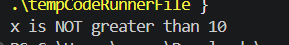 .\tempCodeRunnerFile }
x is NOT greater than 10